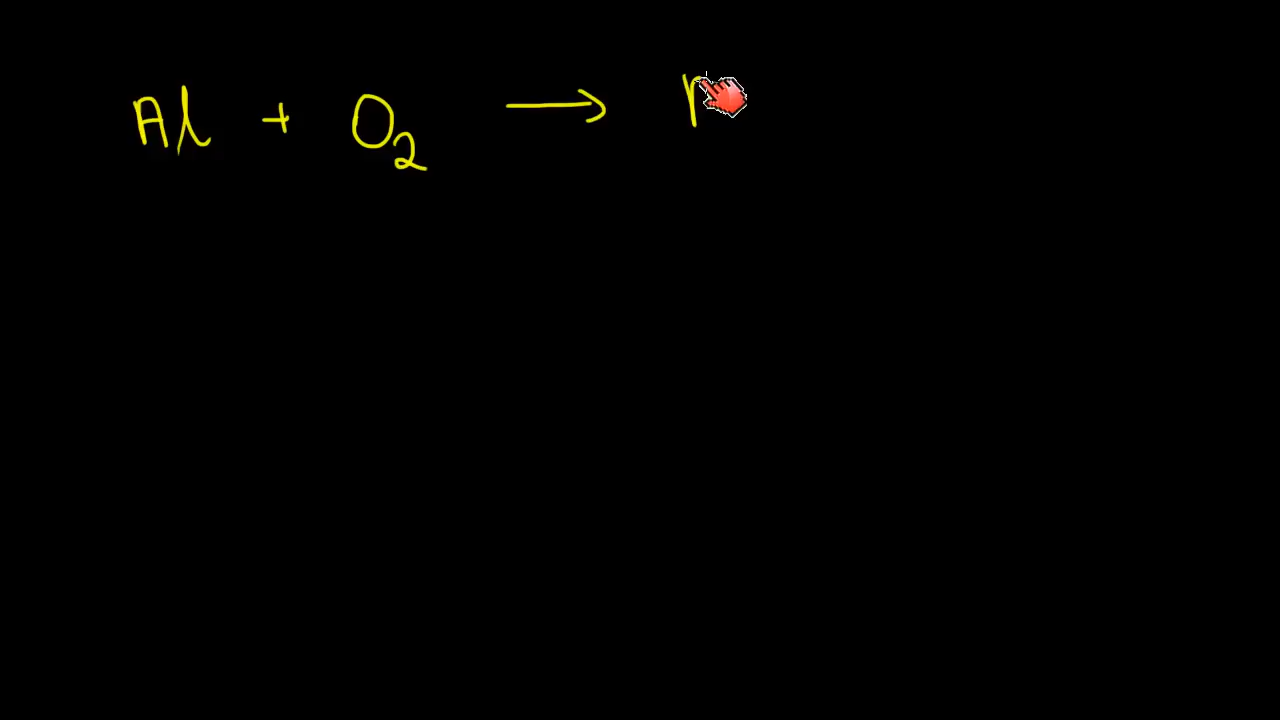 Al + O₂ →